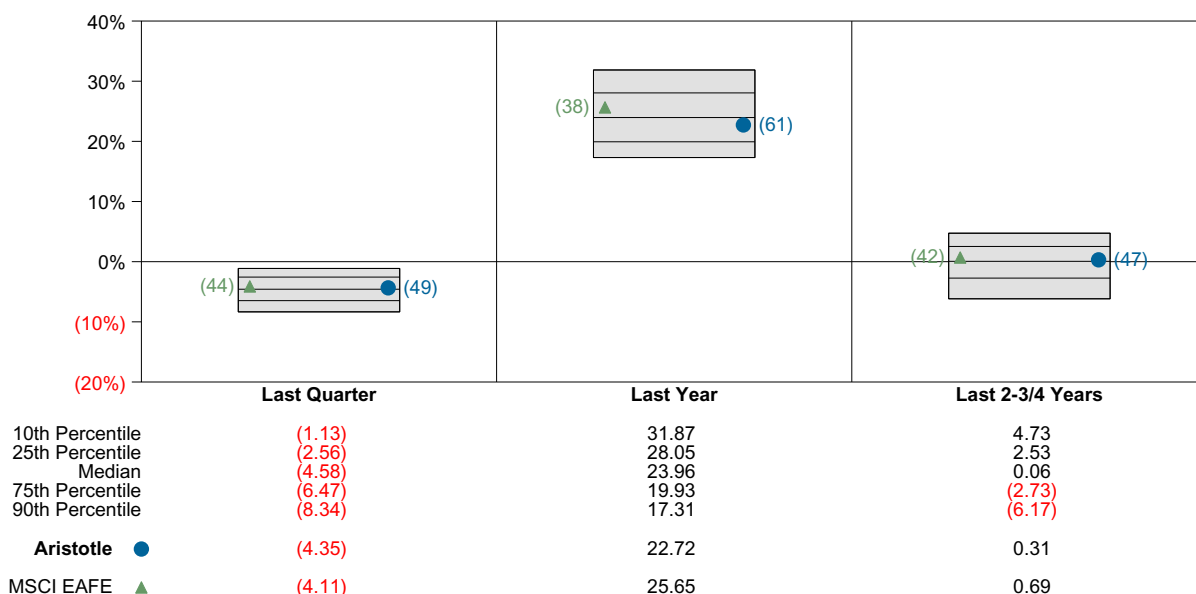 40%
30%
20%
10%
0%
(10%)
(20%)
(44) (49)
(38) (61)
(42) (47)
Last Quarter Last Year Last 2-3/4 Years
10th Percentile (1.13) 31.87 4.73
25th Percentile (2.56) 28.05 2.53
Median (4.58) 23.96 0.06
75th Percentile (6.47) 19.93 (2.73)
90th Percentile (8.34) 17.31 (6.17)
Aristotle (4.35) 22.72 0.31
MSCI EAFE (4.11) 25.65 0.69